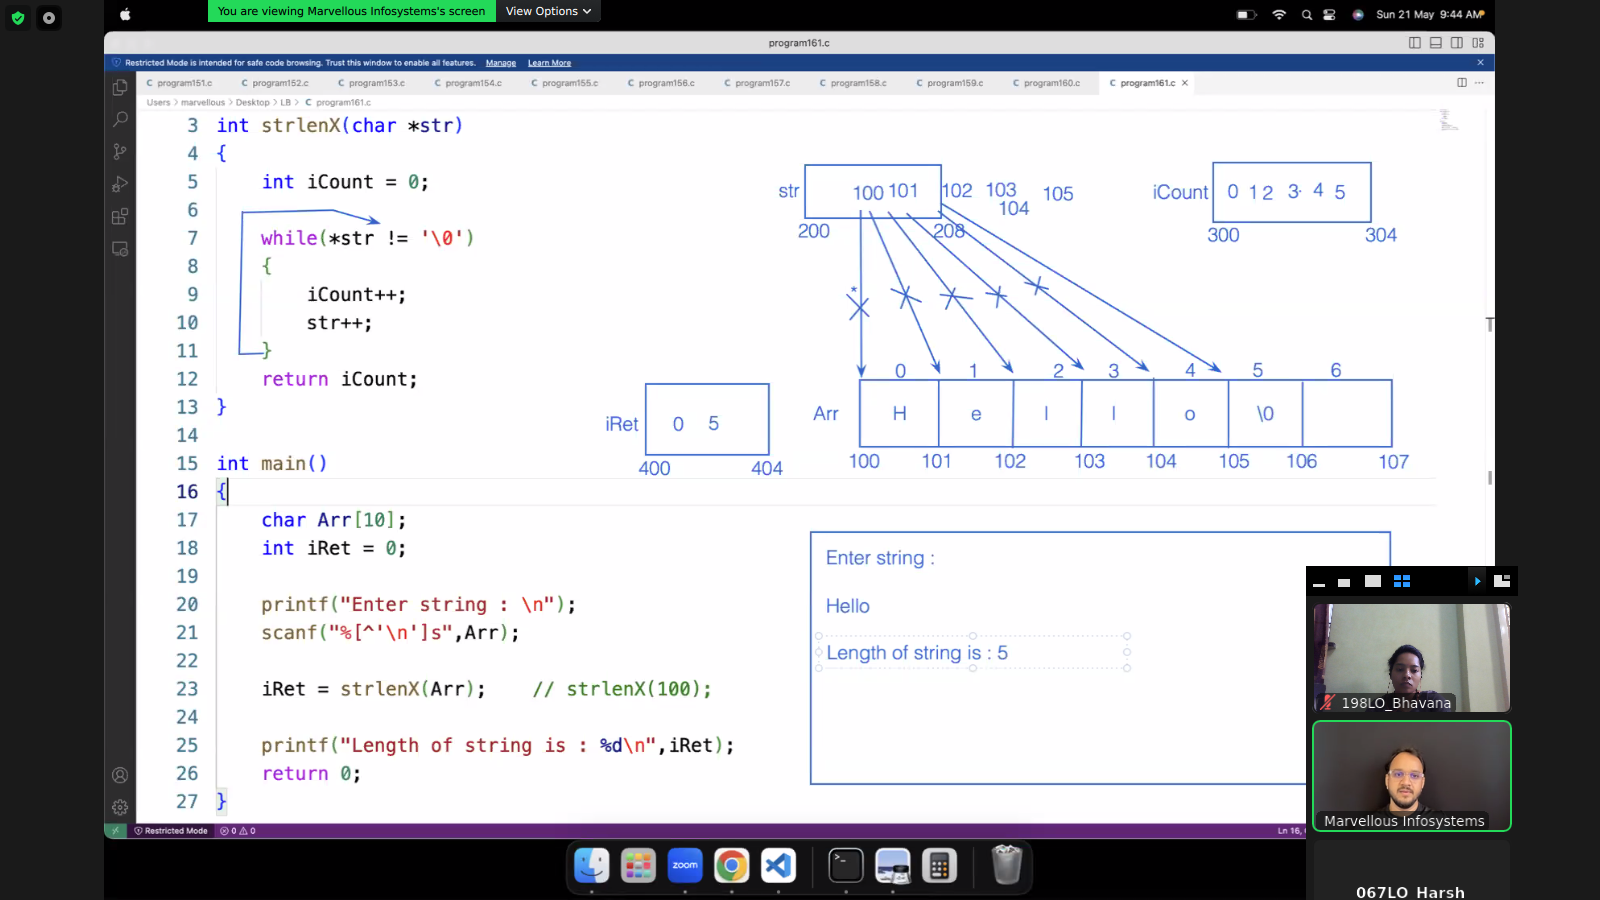 You are viewing Marvellous Infosystems's screen
View Options
Sun 21 May 9:44 AM
program161.c
Restricted Mode is intended for safe code browsing. Trust this window to enable all features. Manage Learn More
C program151.c C program152.c C program153.c C program154.c C program155.c C program156.c C program157.c C program158.c C program159.c C program160.c C program161.c
Users > marvellous > Desktop > LB > C program161.c
3 int strlenX(char *str)
4 {
5 int iCount = 0;
6
7 while(*str != '\0')
8 {
9 iCount++;
10 str++;
11 }
12 return iCount;
13 }
14
15 int main()
16 {
17 char Arr[10];
18 int iRet = 0;
19
20 printf("Enter string : \n");
21 scanf("%[^'\n']s",Arr);
22
23 iRet = strlenX(Arr); // strlenX(100);
24
25 printf("Length of string is : %d\n",iRet);
26 return 0;
27 }
str 100 101 102 103 104 105
200 208
iCount 0 1 2 3 4 5
300 304
*
iRet 0 5
400 404
0 1 2 3 4 5 6
Arr H e l l o \0
100 101 102 103 104 105 106 107
Enter string :
Hello
Length of string is : 5
198LO_Bhavana
Marvellous Infosystems
067LO_Harsh
Restricted Mode 0 0
Ln 16,
zoom